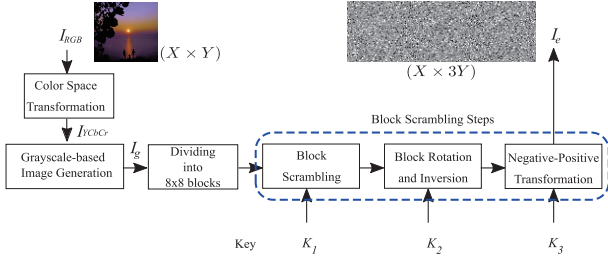 I_RGB
(X × Y)
Color Space
Transformation
I_YCbCr
Grayscale-based
Image Generation
I_g
Dividing
into
8x8 blocks
(X × 3Y)
I_e
Block Scrambling Steps
Block
Scrambling
Block Rotation
and Inversion
Negative-Positive
Transformation
Key
K_1
K_2
K_3